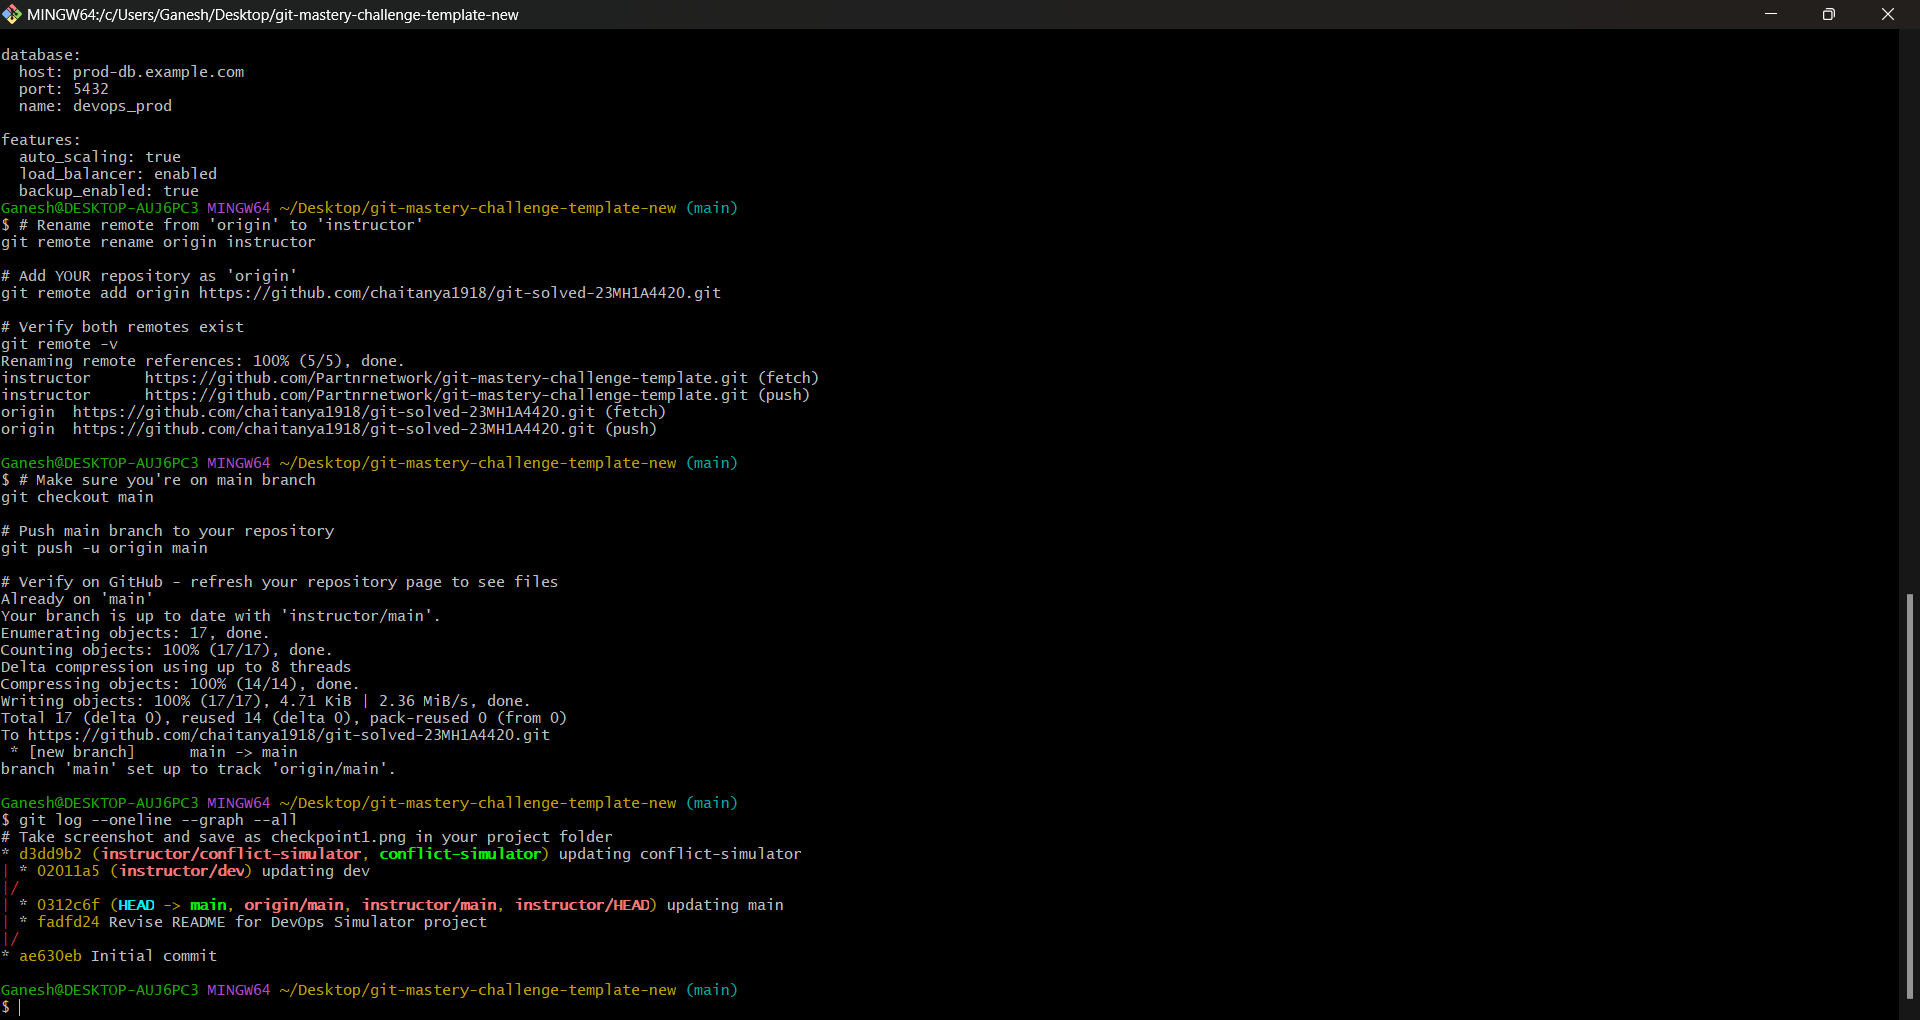 MINGW64:/c/Users/Ganesh/Desktop/git-mastery-challenge-template-new
database:
  host: prod-db.example.com
  port: 5432
  name: devops_prod
features:
  auto_scaling: true
  load_balancer: enabled
  backup_enabled: true
Ganesh@DESKTOP-AUJ6PC3 MINGW64 ~/Desktop/git-mastery-challenge-template-new (main)
$ # Rename remote from 'origin' to 'instructor'
git remote rename origin instructor
# Add YOUR repository as 'origin'
git remote add origin https://github.com/chaitanya1918/git-solved-23MH1A4420.git
# Verify both remotes exist
git remote -v
Renaming remote references: 100% (5/5), done.
instructor      https://github.com/Partnrnetwork/git-mastery-challenge-template.git (fetch)
instructor      https://github.com/Partnrnetwork/git-mastery-challenge-template.git (push)
origin  https://github.com/chaitanya1918/git-solved-23MH1A4420.git (fetch)
origin  https://github.com/chaitanya1918/git-solved-23MH1A4420.git (push)
Ganesh@DESKTOP-AUJ6PC3 MINGW64 ~/Desktop/git-mastery-challenge-template-new (main)
$ # Make sure you're on main branch
git checkout main
# Push main branch to your repository
git push -u origin main
# Verify on GitHub - refresh your repository page to see files
Already on 'main'
Your branch is up to date with 'instructor/main'.
Enumerating objects: 17, done.
Counting objects: 100% (17/17), done.
Delta compression using up to 8 threads
Compressing objects: 100% (14/14), done.
Writing objects: 100% (17/17), 4.71 KiB | 2.36 MiB/s, done.
Total 17 (delta 0), reused 14 (delta 0), pack-reused 0 (from 0)
To https://github.com/chaitanya1918/git-solved-23MH1A4420.git
 * [new branch]      main -> main
branch 'main' set up to track 'origin/main'.
Ganesh@DESKTOP-AUJ6PC3 MINGW64 ~/Desktop/git-mastery-challenge-template-new (main)
$ git log --oneline --graph --all
# Take screenshot and save as checkpoint1.png in your project folder
* d3dd9b2 (instructor/conflict-simulator, conflict-simulator) updating conflict-simulator
| * 02011a5 (instructor/dev) updating dev
|/
| * 0312c6f (HEAD -> main, origin/main, instructor/main, instructor/HEAD) updating main
| * fadfd24 Revise README for DevOps Simulator project
|/
* ae630eb Initial commit
Ganesh@DESKTOP-AUJ6PC3 MINGW64 ~/Desktop/git-mastery-challenge-template-new (main)
$